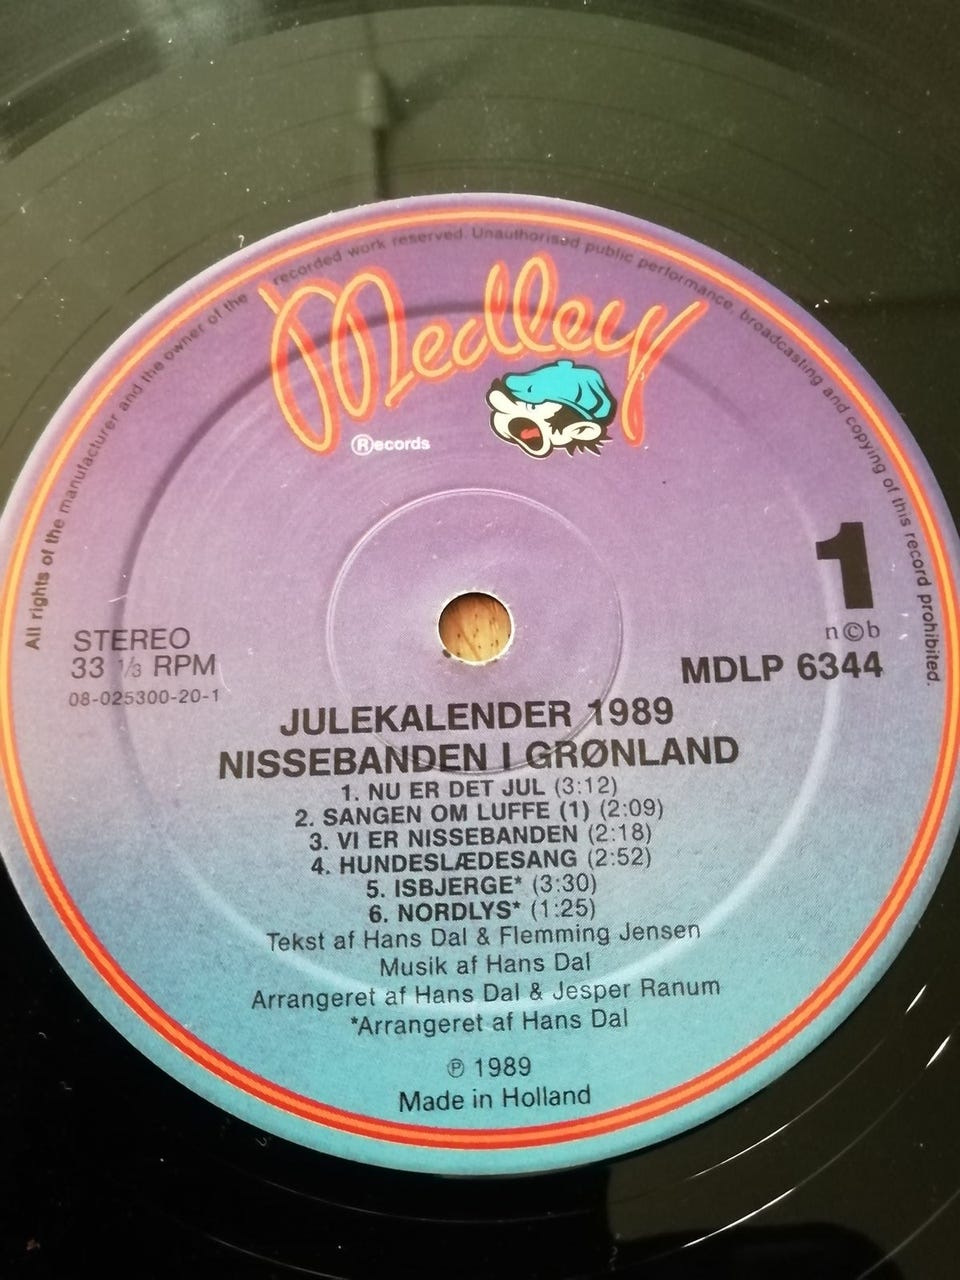 All rights of the manufacturer and the owner of the recorded work reserved. Unauthorised public performance, broadcasting and copying of this record prohibited.
Medley
Ⓡecords
1
n©b
STEREO
33 1/3 RPM
MDLP 6344
08-025300-20-1
JULEKALENDER 1989
NISSEBANDEN I GRØNLAND
1. NU ER DET JUL (3:12)
2. SANGEN OM LUFFE (1) (2:09)
3. VI ER NISSEBANDEN (2:18)
4. HUNDESLÆDESANG (2:52)
5. ISBJERGE* (3:30)
6. NORDLYS* (1:25)
Tekst af Hans Dal & Flemming Jensen
Musik af Hans Dal
Arrangeret af Hans Dal & Jesper Ranum
*Arrangeret af Hans Dal
℗ 1989
Made in Holland